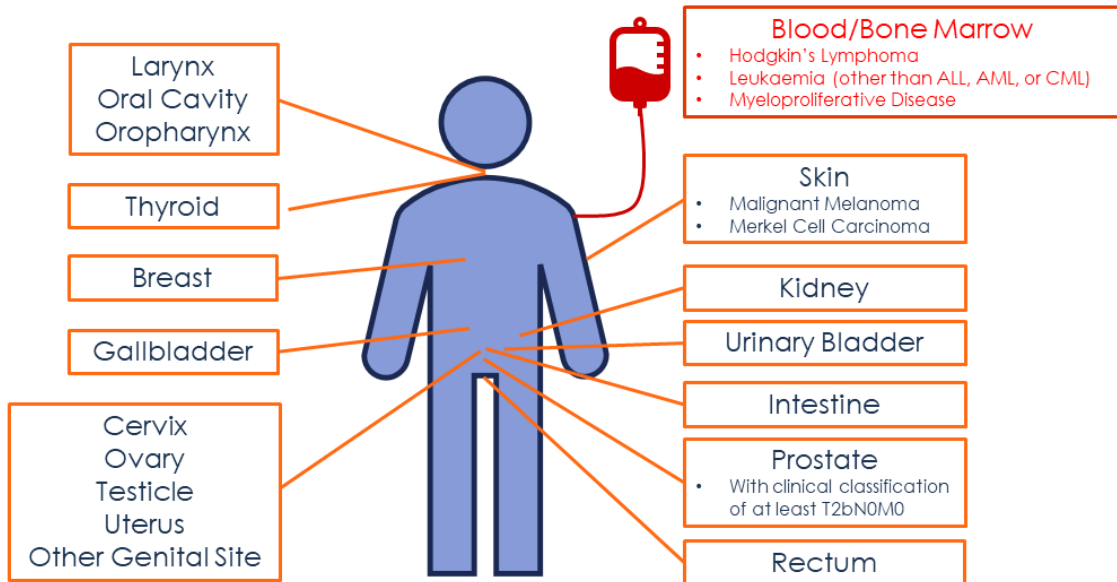 Larynx
Oral Cavity
Oropharynx
Thyroid
Breast
Gallbladder
Cervix
Ovary
Testicle
Uterus
Other Genital Site
Blood/Bone Marrow
• Hodgkin's Lymphoma
• Leukaemia (other than ALL, AML, or CML)
• Myeloproliferative Disease
Skin
• Malignant Melanoma
• Merkel Cell Carcinoma
Kidney
Urinary Bladder
Intestine
Prostate
• With clinical classification
of at least T2bN0M0
Rectum